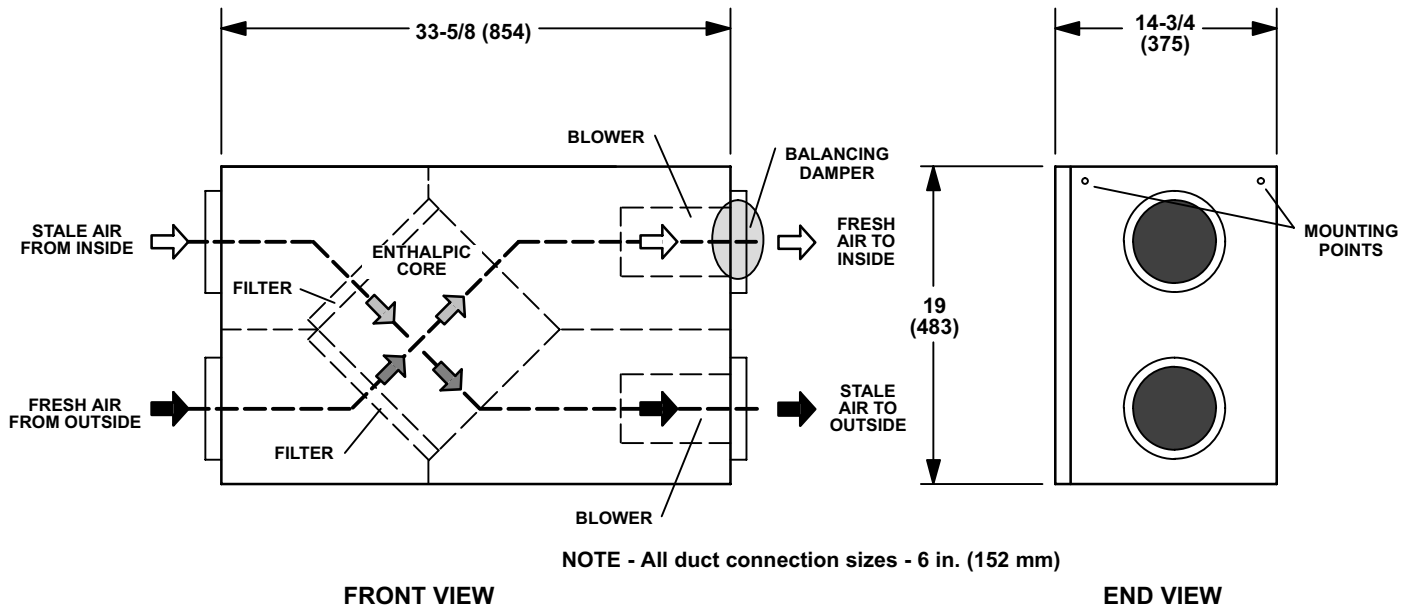 33-5/8 (854)
14-3/4
(375)
BLOWER
BALANCING
DAMPER
STALE AIR
FROM INSIDE
ENTHALPIC
CORE
FRESH
AIR TO
INSIDE
MOUNTING
POINTS
FILTER
19
(483)
FRESH AIR
FROM OUTSIDE
STALE
AIR TO
OUTSIDE
FILTER
BLOWER
NOTE - All duct connection sizes - 6 in. (152 mm)
FRONT VIEW
END VIEW